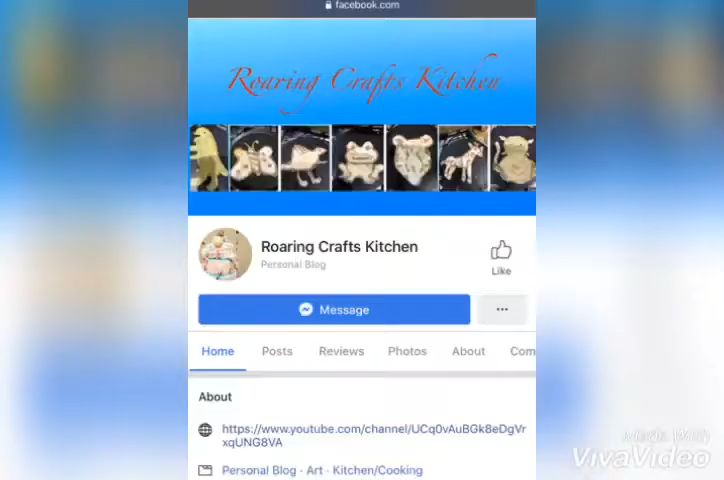 facebook.com
Roaring Crafts Kitchen
Roaring Crafts Kitchen
Personal Blog
Like
Message
Home Posts Reviews Photos About Com
About
https://www.youtube.com/channel/UCq0vAuBGk8eDgVr
xqUNG8VA
Personal Blog · Art · Kitchen/Cooking
Made With
VivaVideo